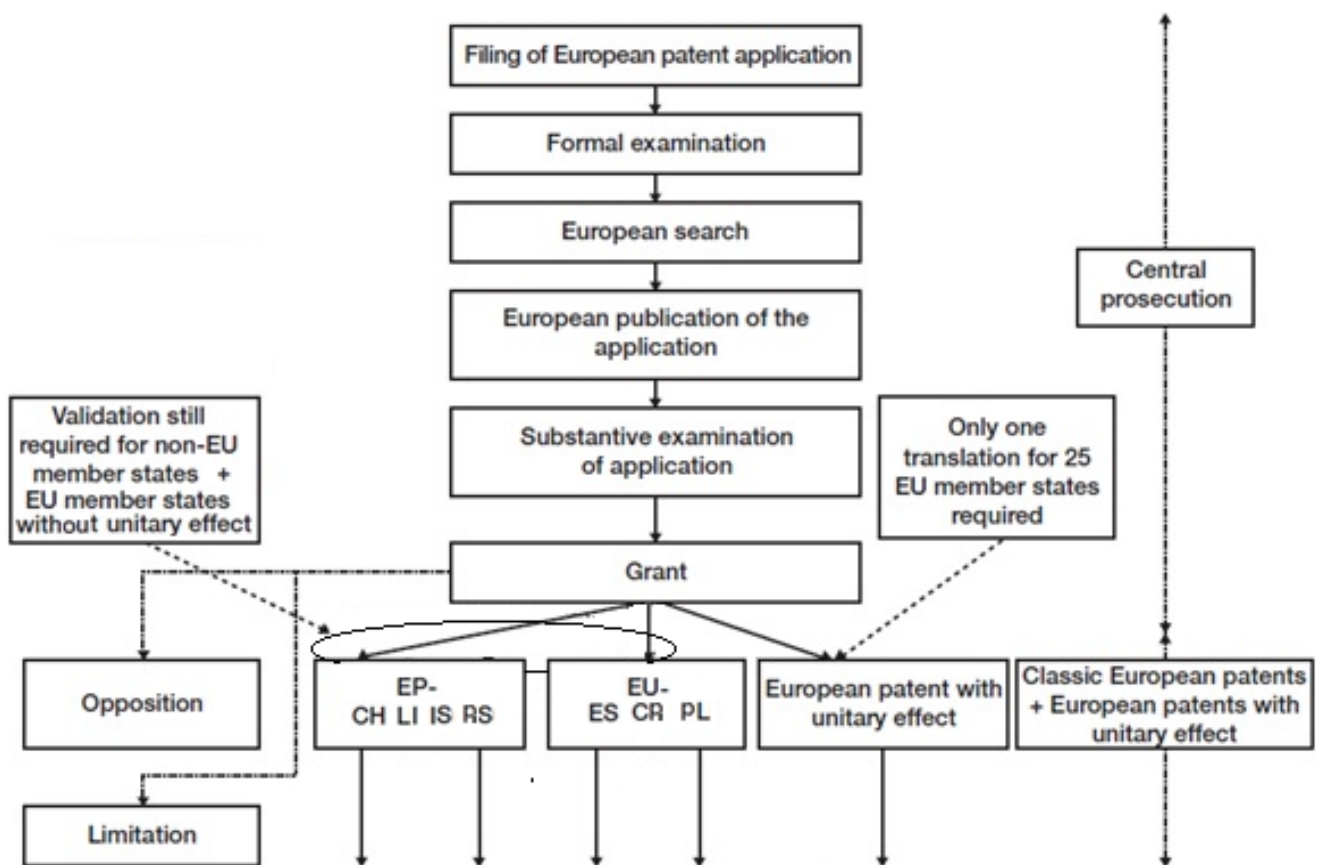 Filing of European patent application
Formal examination
European search
Central
prosecution
European publication of the
application
Validation still
required for non-EU
member states +
EU member states
without unitary effect
Substantive examination
of application
Only one
translation for 25
EU member states
required
Grant
Opposition
EP-
CH LI IS RS
EU-
ES CR PL
European patent with
unitary effect
Classic European patents
+ European patents with
unitary effect
Limitation